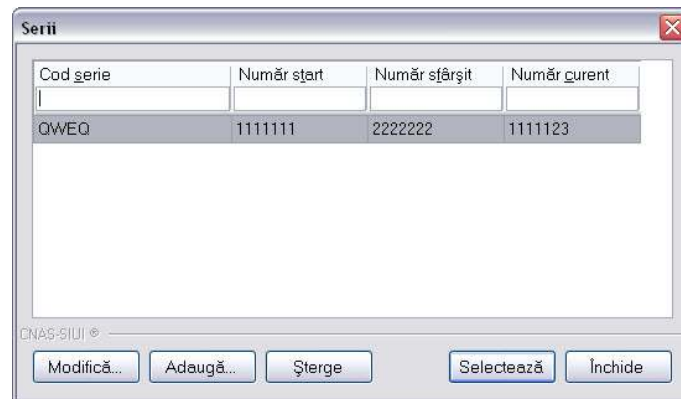 Serii
Cod serie Număr start Număr sfârşit Număr curent
QWEQ 1111111 2222222 1111123
CNAS-SIUI ®
Modifică... Adaugă... Şterge Selectează Închide